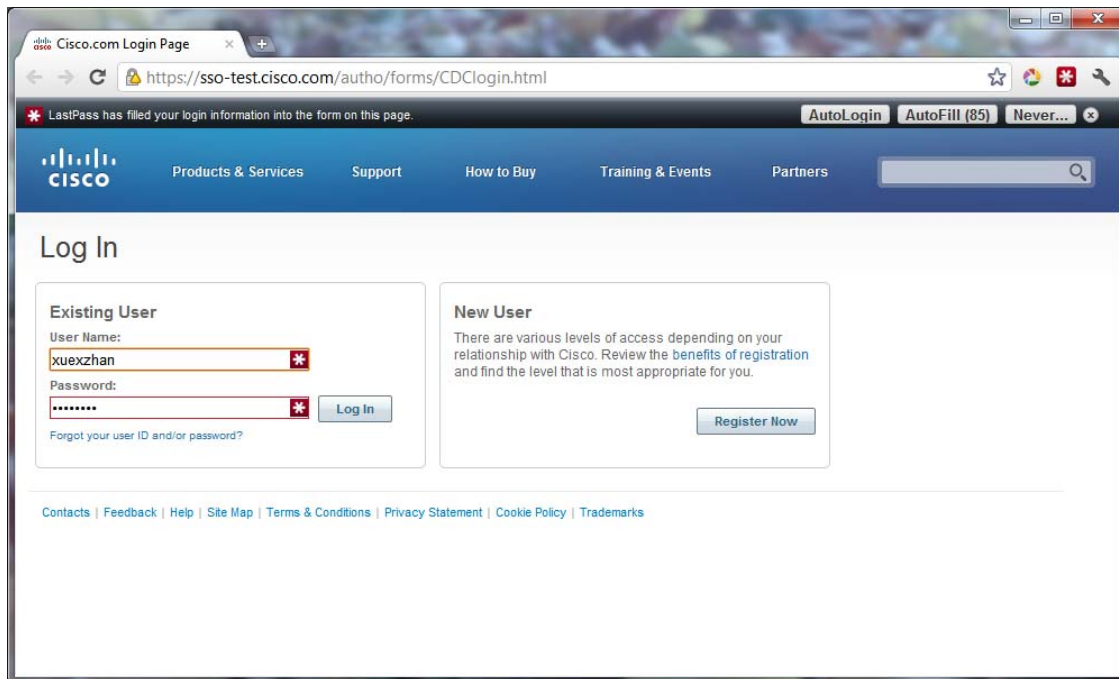 Cisco.com Login Page
https://sso-test.cisco.com/autho/forms/CDClogin.html
LastPass has filled your login information into the form on this page.
AutoLogin
AutoFill (85)
Never...
CISCO
Products & Services
Support
How to Buy
Training & Events
Partners
Log In
Existing User
User Name:
xuexzhan
Password:
••••••••
Log In
Forgot your user ID and/or password?
New User
There are various levels of access depending on your
relationship with Cisco. Review the benefits of registration
and find the level that is most appropriate for you.
Register Now
Contacts | Feedback | Help | Site Map | Terms & Conditions | Privacy Statement | Cookie Policy | Trademarks